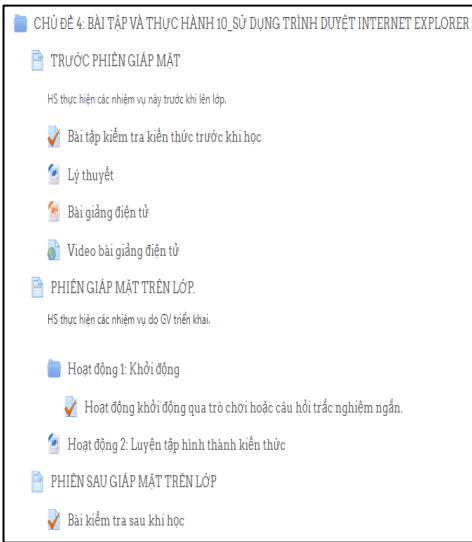 CHỦ ĐỀ 4: BÀI TẬP VÀ THỰC HÀNH 10_SỬ DỤNG TRÌNH DUYỆT INTERNET EXPLORER
TRƯỚC PHIÊN GIÁP MẶT
HS thực hiện các nhiệm vụ này trước khi lên lớp.
Bài tập kiểm tra kiến thức trước khi học
Lý thuyết
Bài giảng điện tử
Video bài giảng điện tử
PHIÊN GIÁP MẶT TRÊN LỚP.
HS thực hiện các nhiệm vụ do GV triển khai.
Hoạt động 1: Khởi động
Hoạt động khởi động qua trò chơi hoặc câu hỏi trắc nghiệm ngắn.
Hoạt động 2: Luyện tập hình thành kiến thức
PHIÊN SAU GIÁP MẶT TRÊN LỚP
Bài kiểm tra sau khi học